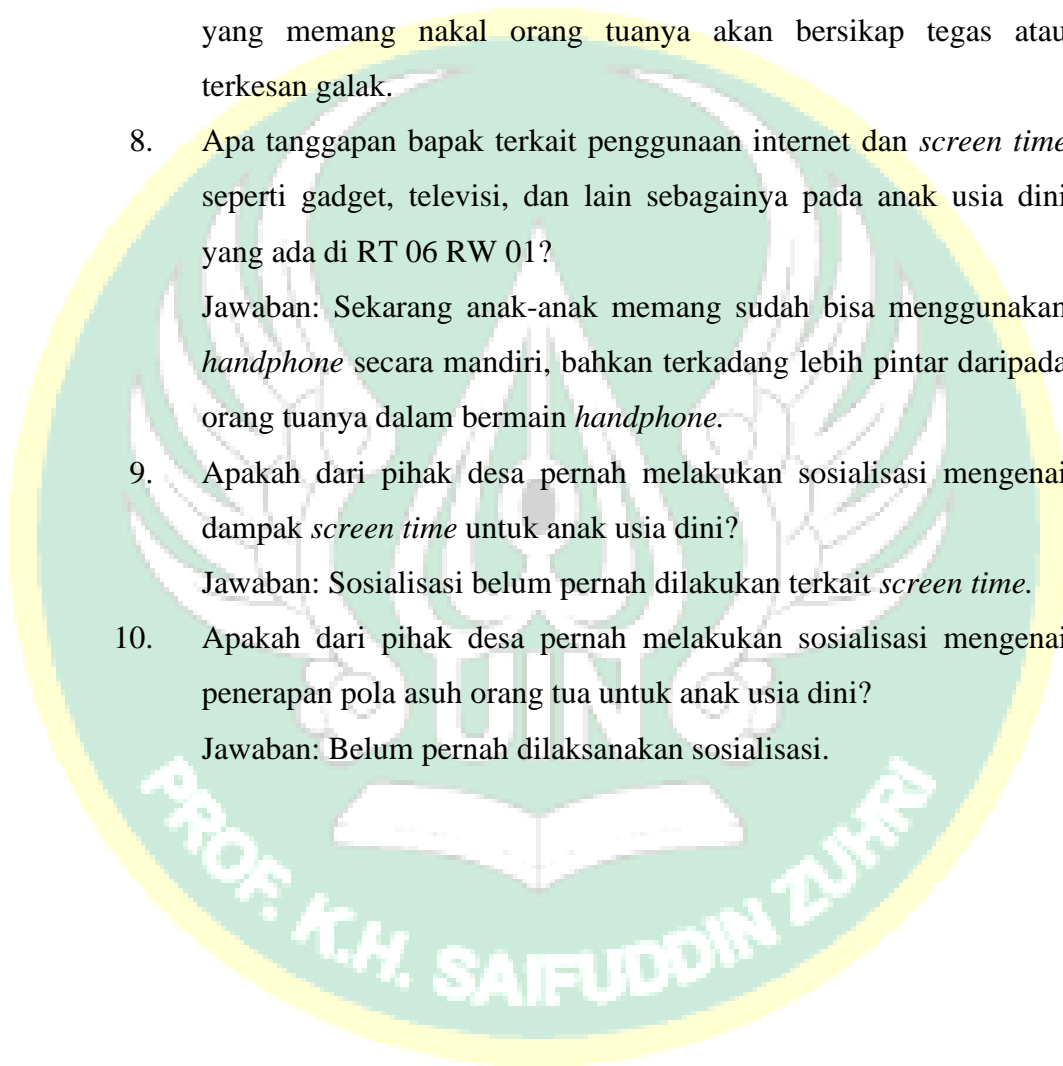 yang memang nakal orang tuanya akan bersikap tegas atau
terkesan galak.
8. Apa tanggapan bapak terkait penggunaan internet dan screen time
seperti gadget, televisi, dan lain sebagainya pada anak usia dini
yang ada di RT 06 RW 01?
Jawaban: Sekarang anak-anak memang sudah bisa menggunakan
handphone secara mandiri, bahkan terkadang lebih pintar daripada
orang tuanya dalam bermain handphone.
9. Apakah dari pihak desa pernah melakukan sosialisasi mengenai
dampak screen time untuk anak usia dini?
Jawaban: Sosialisasi belum pernah dilakukan terkait screen time.
10. Apakah dari pihak desa pernah melakukan sosialisasi mengenai
penerapan pola asuh orang tua untuk anak usia dini?
Jawaban: Belum pernah dilaksanakan sosialisasi.
UIN
PROF. K.H. SAIFUDDIN ZUHRI